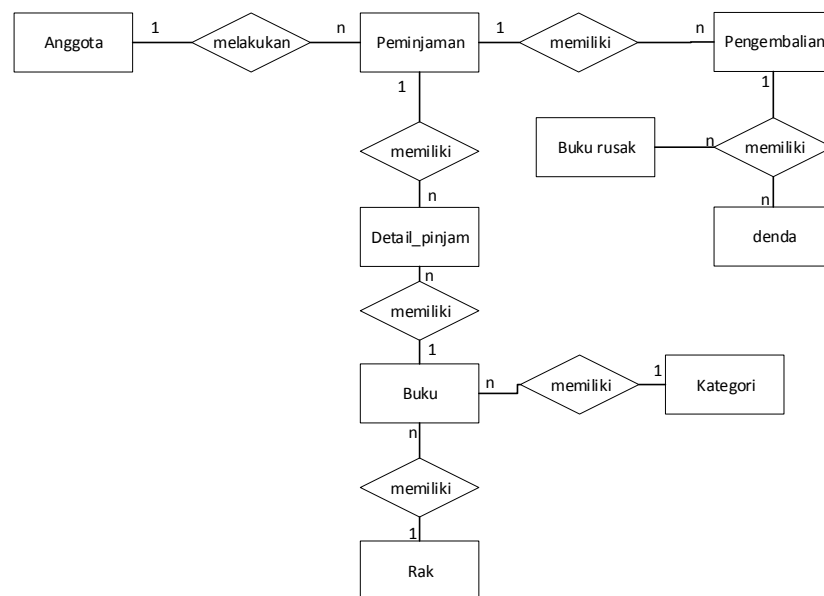 1 n 1 n
Anggota melakukan Peminjaman memiliki Pengembalian
1 1
memiliki Buku rusak n memiliki
n n
Detail_pinjam denda
n
memiliki
1
Buku n memiliki 1 Kategori
n
memiliki
1
Rak